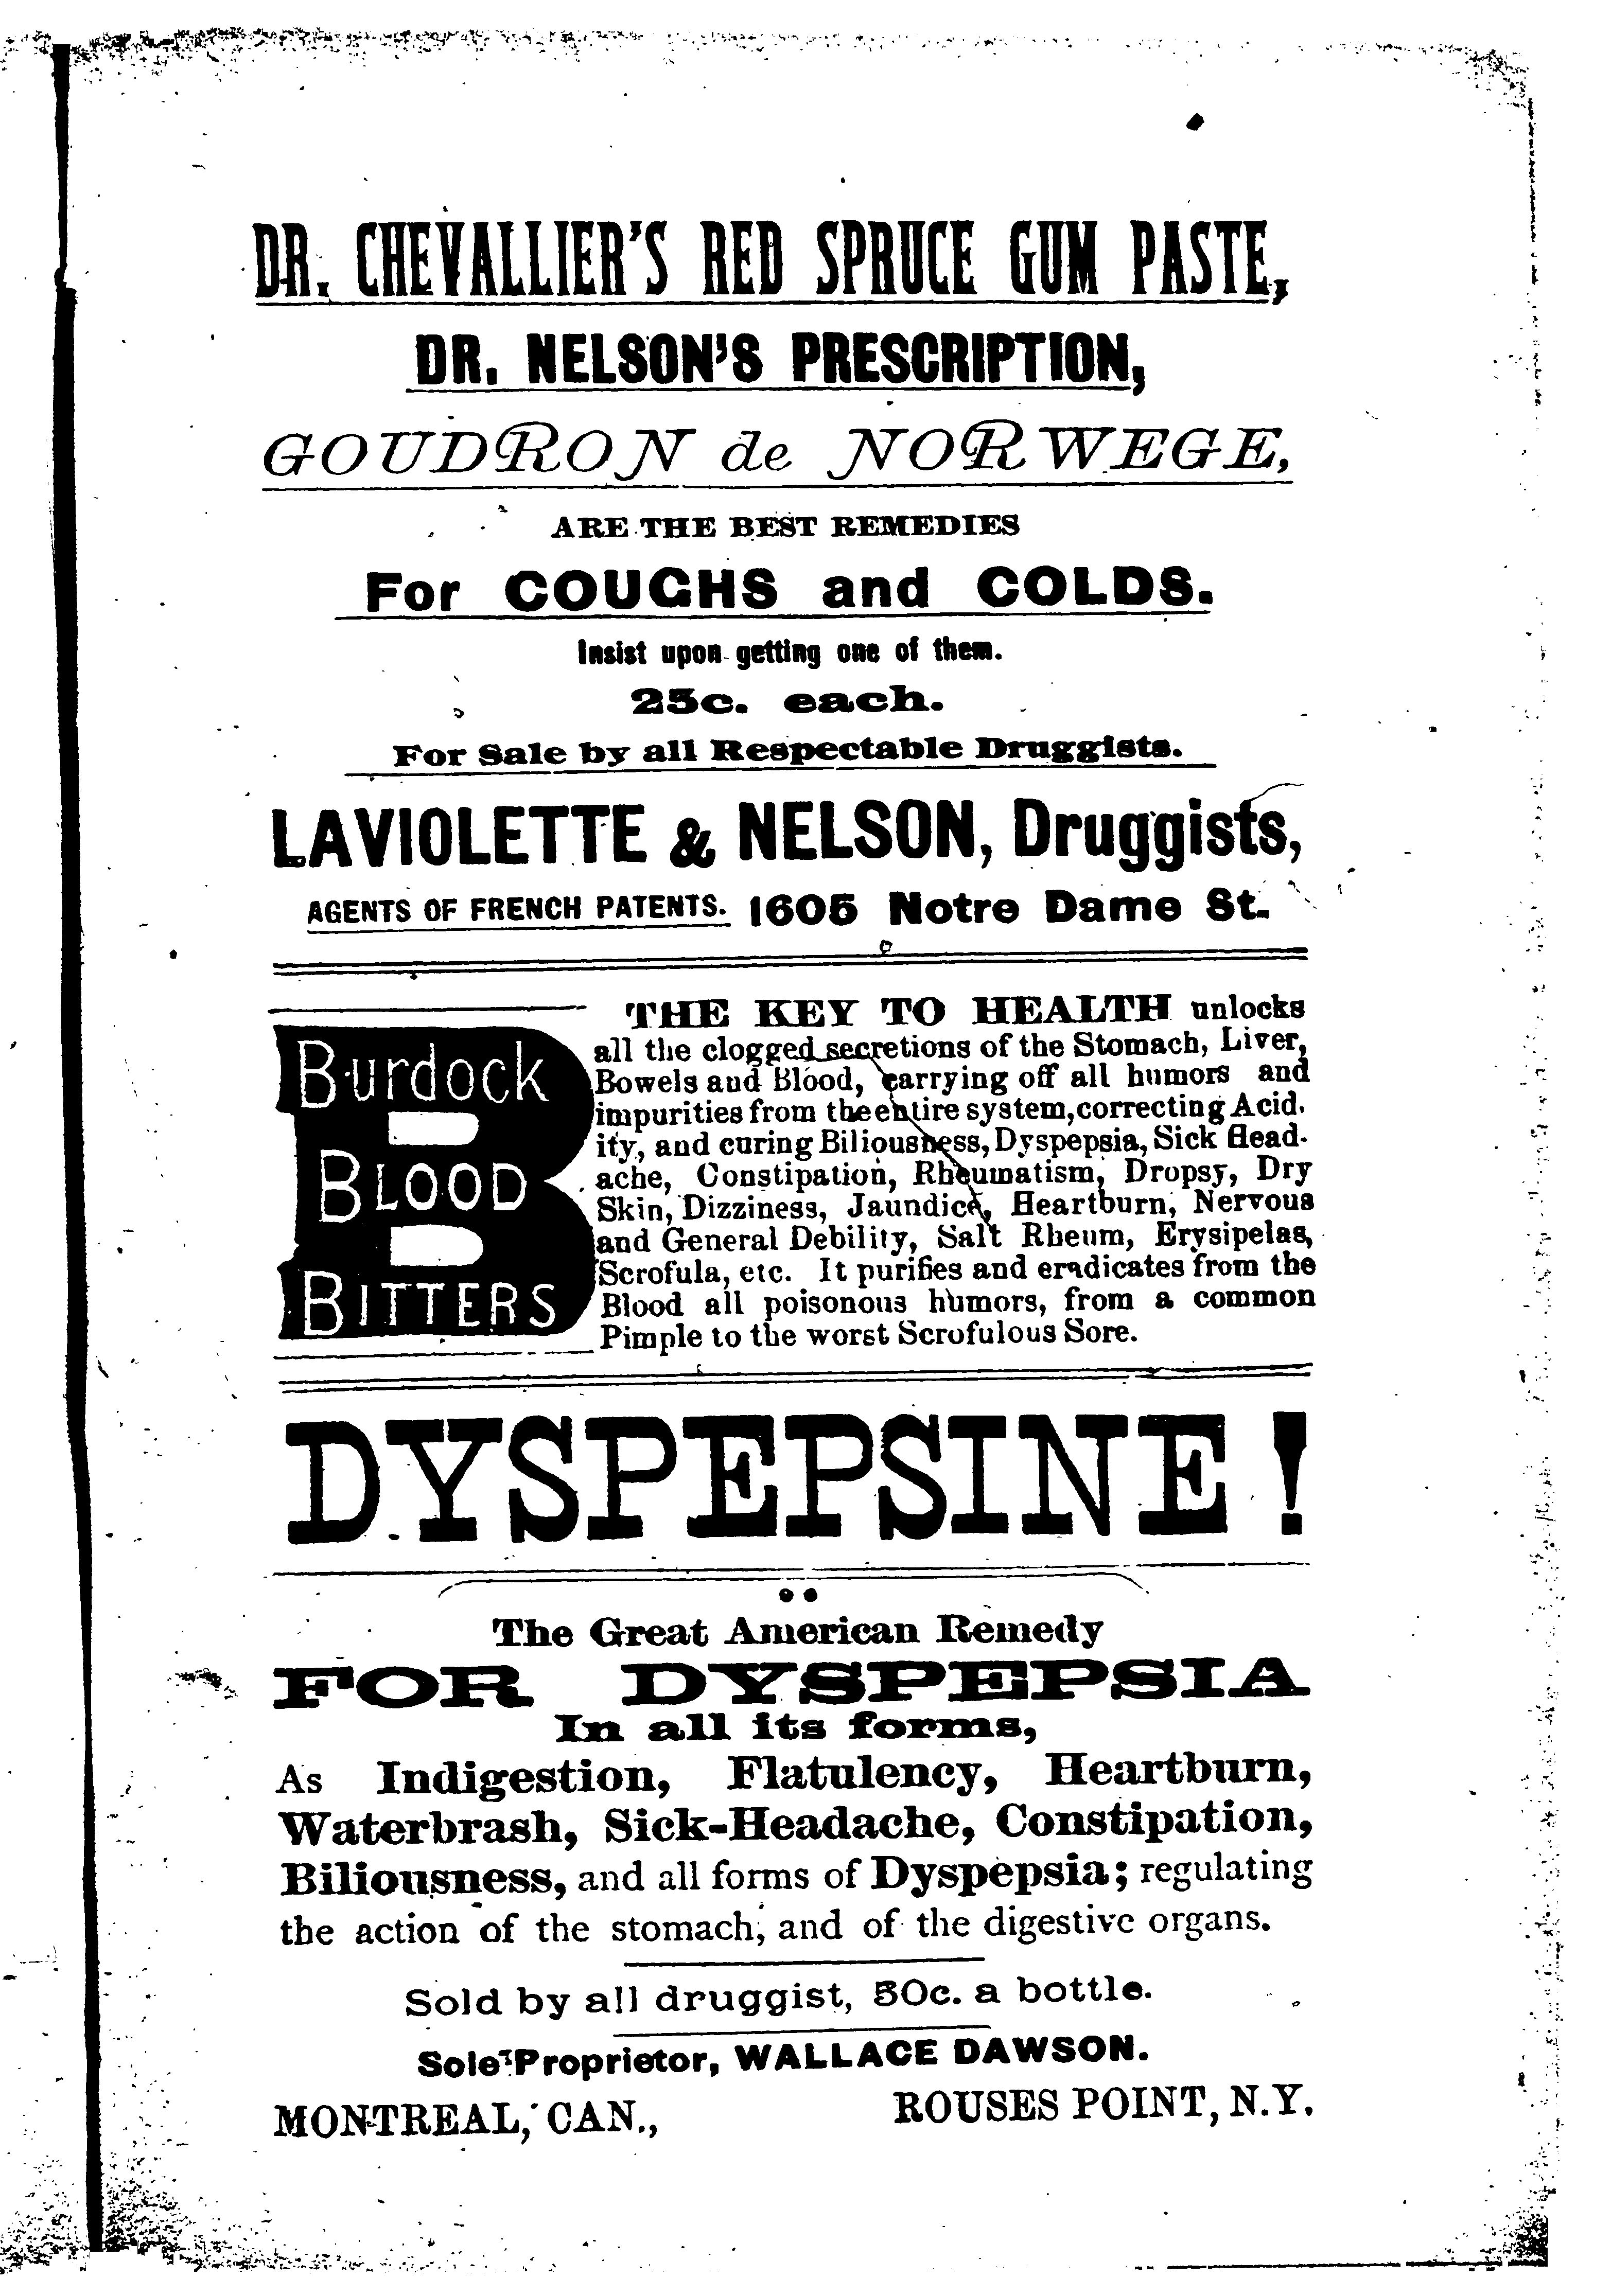 DR. CHEVALLIER'S RED SPRUCE GUM PASTE,
DR. NELSON'S PRESCRIPTION,
GOUDRON de NORWEGE,
ARE THE BEST REMEDIES
For COUGHS and COLDS.
Insist upon getting one of them.
25c. each.
For Sale by all Respectable Druggists.
LAVIOLETTE & NELSON, Druggists,
AGENTS OF FRENCH PATENTS. 1605 Notre Dame St.
Burdock
BLOOD
BITTERS
THE KEY TO HEALTH unlocks
all the clogged secretions of the Stomach, Liver,
Bowels and Blood, carrying off all humors and
impurities from the entire system, correcting Acid-
ity, and curing Biliousness, Dyspepsia, Sick Head-
ache, Constipation, Rheumatism, Dropsy, Dry
Skin, Dizziness, Jaundice, Heartburn, Nervous
and General Debility, Salt Rheum, Erysipelas,
Scrofula, etc. It purifies and eradicates from the
Blood all poisonous humors, from a common
Pimple to the worst Scrofulous Sore.
DYSPEPSINE!
The Great American Remedy
FOR DYSPEPSIA
In all its forms,
As Indigestion, Flatulency, Heartburn,
Waterbrash, Sick-Headache, Constipation,
Biliousness, and all forms of Dyspepsia; regulating
the action of the stomach, and of the digestive organs.
Sold by all druggist, 50c. a bottle.
Sole Proprietor, WALLACE DAWSON.
MONTREAL, CAN., ROUSES POINT, N.Y.